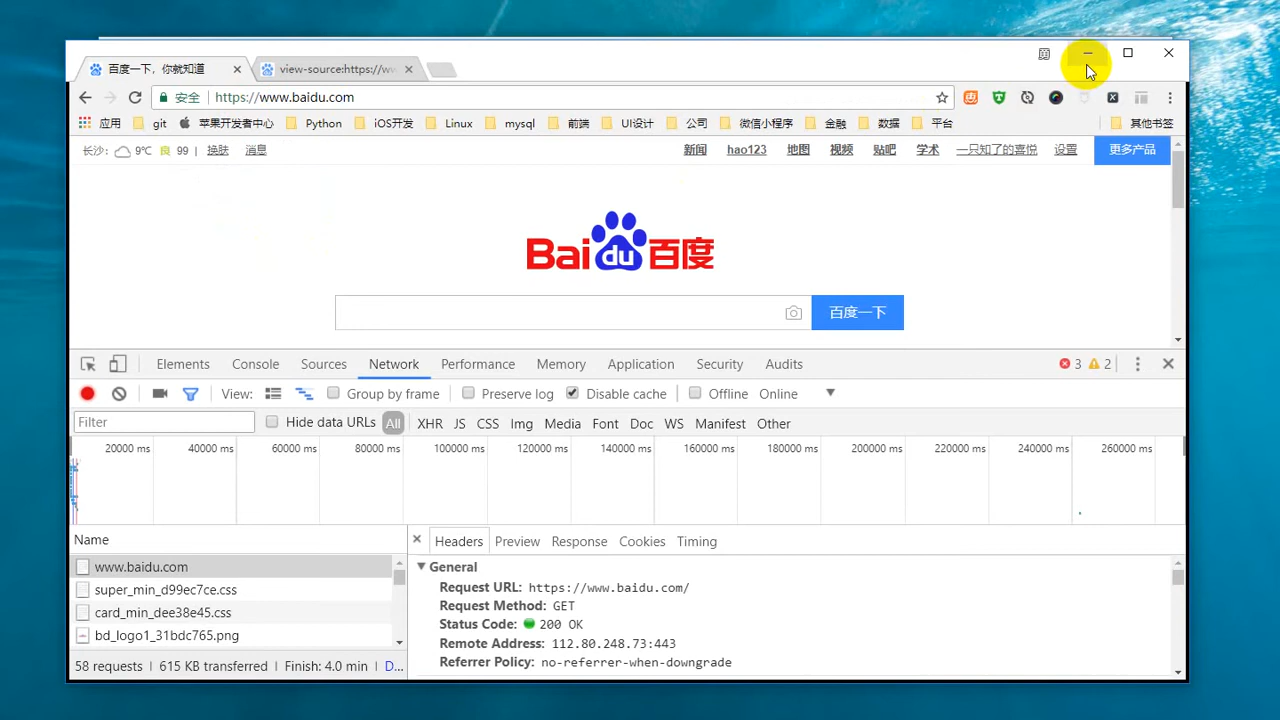 百度一下，你就知道
view-source:https://ww
安全 https://www.baidu.com
应用 git 苹果开发者中心 Python iOS开发 Linux mysql 前端 UI设计 公司 微信小程序 金融 数据 平台 其他书签
长沙: 9℃ 良 99 | 换肤 消息 新闻 hao123 地图 视频 贴吧 学术 一只知了的喜悦 设置 更多产品
Bai du 百度
百度一下
Elements Console Sources Network Performance Memory Application Security Audits 3 2
View: Group by frame Preserve log Disable cache Offline Online
Filter Hide data URLs All XHR JS CSS Img Media Font Doc WS Manifest Other
20000 ms 40000 ms 60000 ms 80000 ms 100000 ms 120000 ms 140000 ms 160000 ms 180000 ms 200000 ms 220000 ms 240000 ms 260000 ms
Name
www.baidu.com
super_min_d99ec7ce.css
card_min_dee38e45.css
bd_logo1_31bdc765.png
58 requests | 615 KB transferred | Finish: 4.0 min | D...
Headers Preview Response Cookies Timing
General
Request URL: https://www.baidu.com/
Request Method: GET
Status Code: 200 OK
Remote Address: 112.80.248.73:443
Referrer Policy: no-referrer-when-downgrade